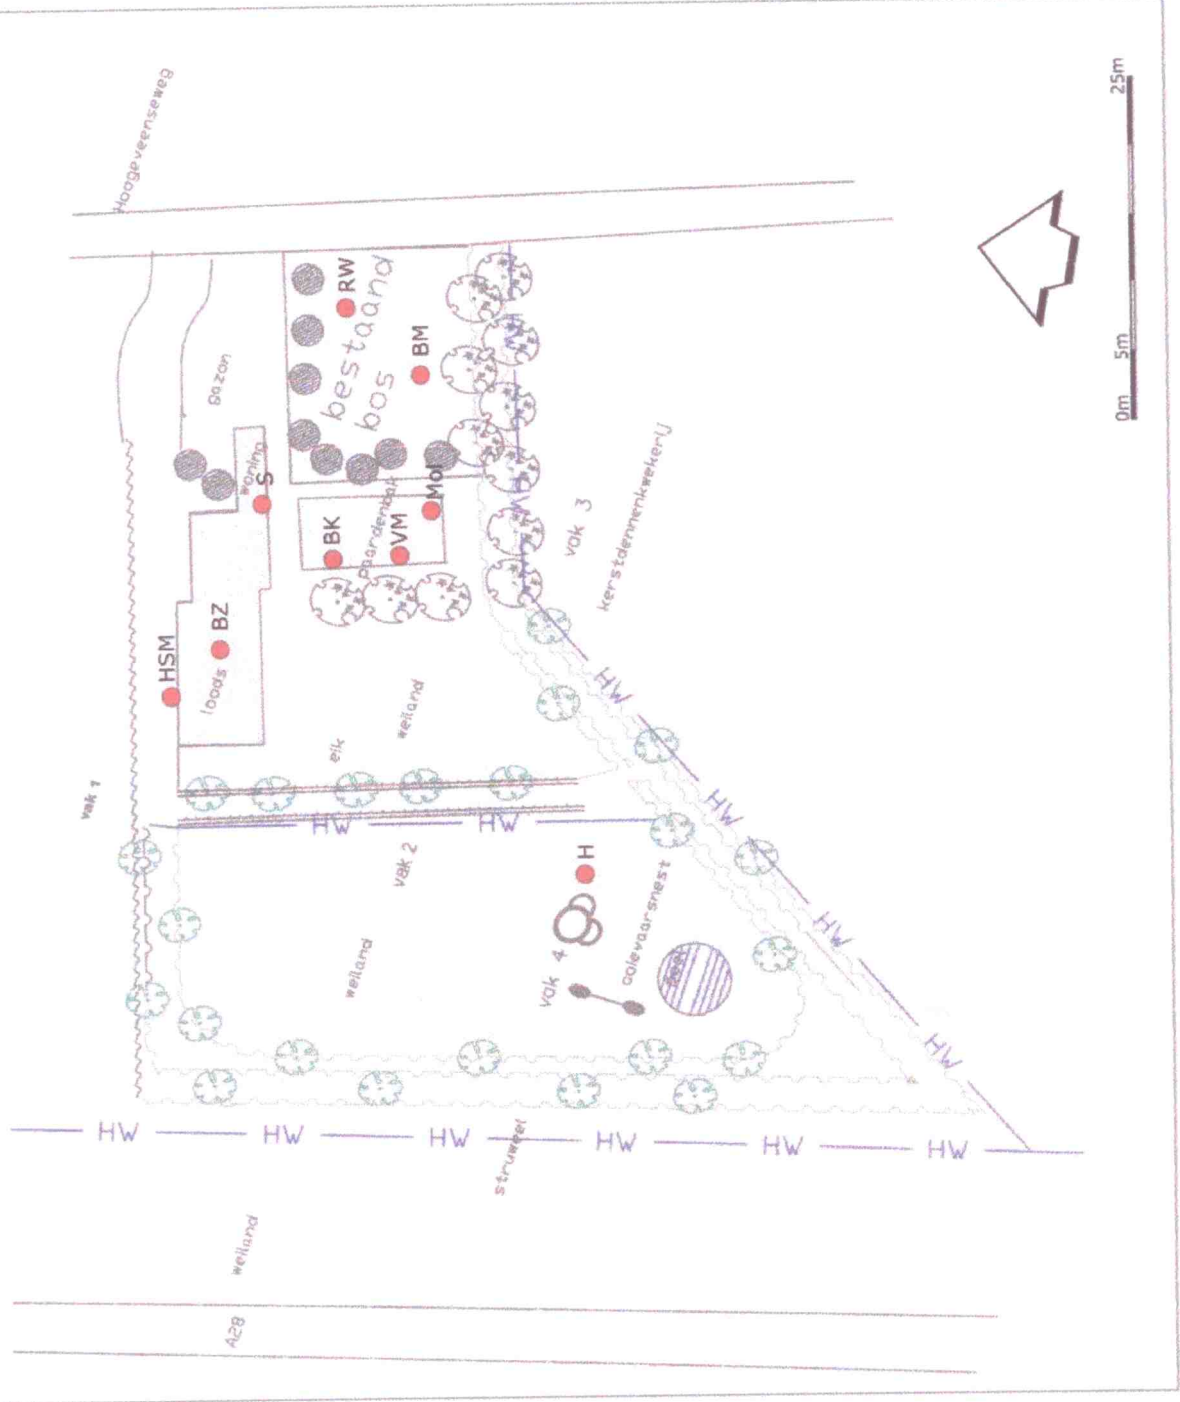 Hoogeveenseweg
25m
5m
0m
gazon
RW
bestaand
bos
BM
woning
S
BK
paardenbak
VM
Mol
HW
HW
vak 3
kerstdennenkwekerij
HSM
BZ
loods
eik
weiland
vak 1
HW
HW
HW
HW
vak 2
H
weiland
vak 4
ooievaarsnest
poel
HW
HW
HW
HW
HW
HW
HW
HW
struweel
weiland
A28